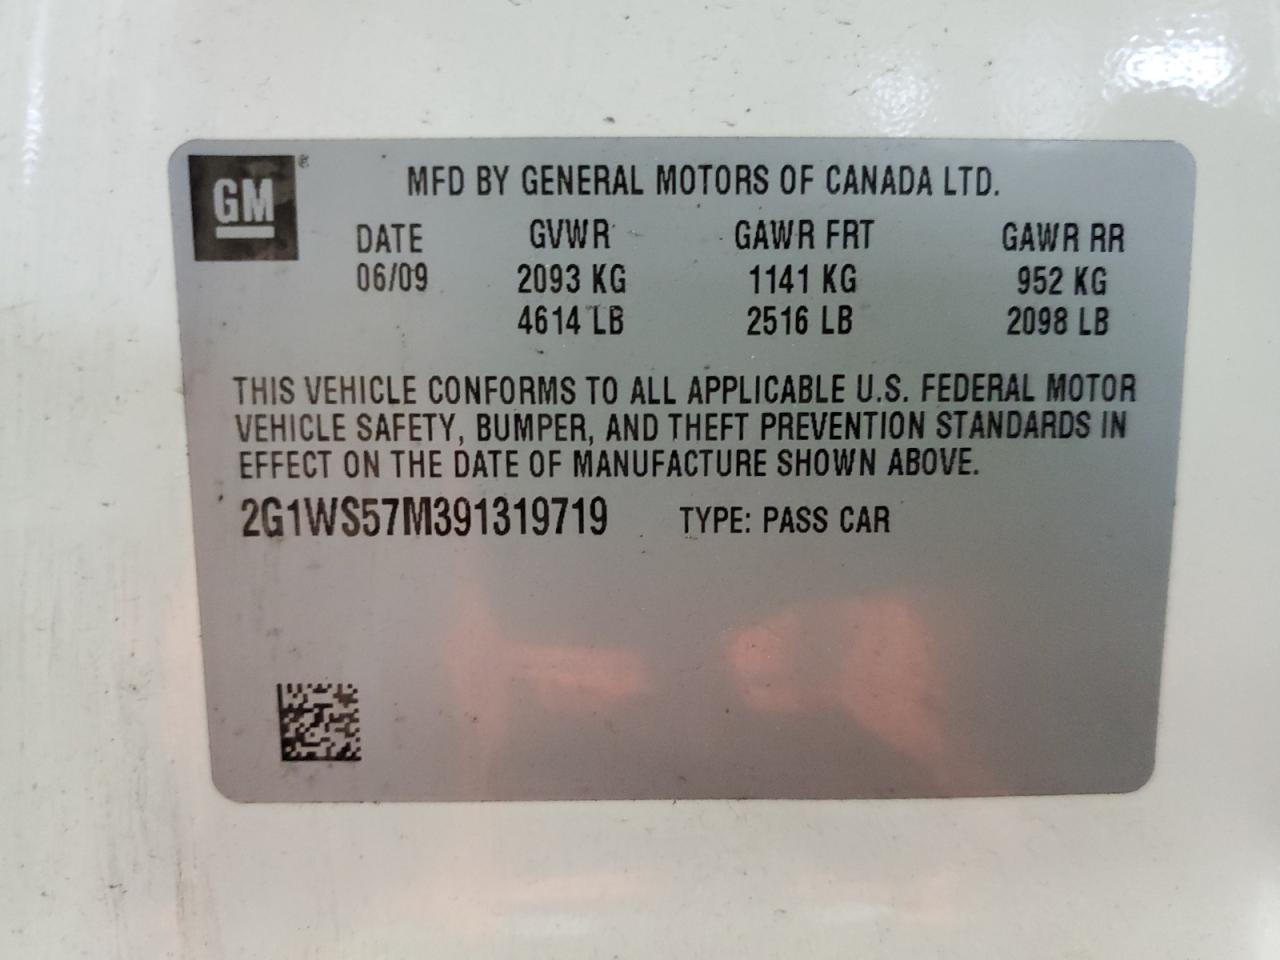 GM®
MFD BY GENERAL MOTORS OF CANADA LTD.
DATE GVWR GAWR FRT GAWR RR
06/09 2093 KG 1141 KG 952 KG
4614 LB 2516 LB 2098 LB
THIS VEHICLE CONFORMS TO ALL APPLICABLE U.S. FEDERAL MOTOR
VEHICLE SAFETY, BUMPER, AND THEFT PREVENTION STANDARDS IN
EFFECT ON THE DATE OF MANUFACTURE SHOWN ABOVE.
2G1WS57M391319719 TYPE: PASS CAR